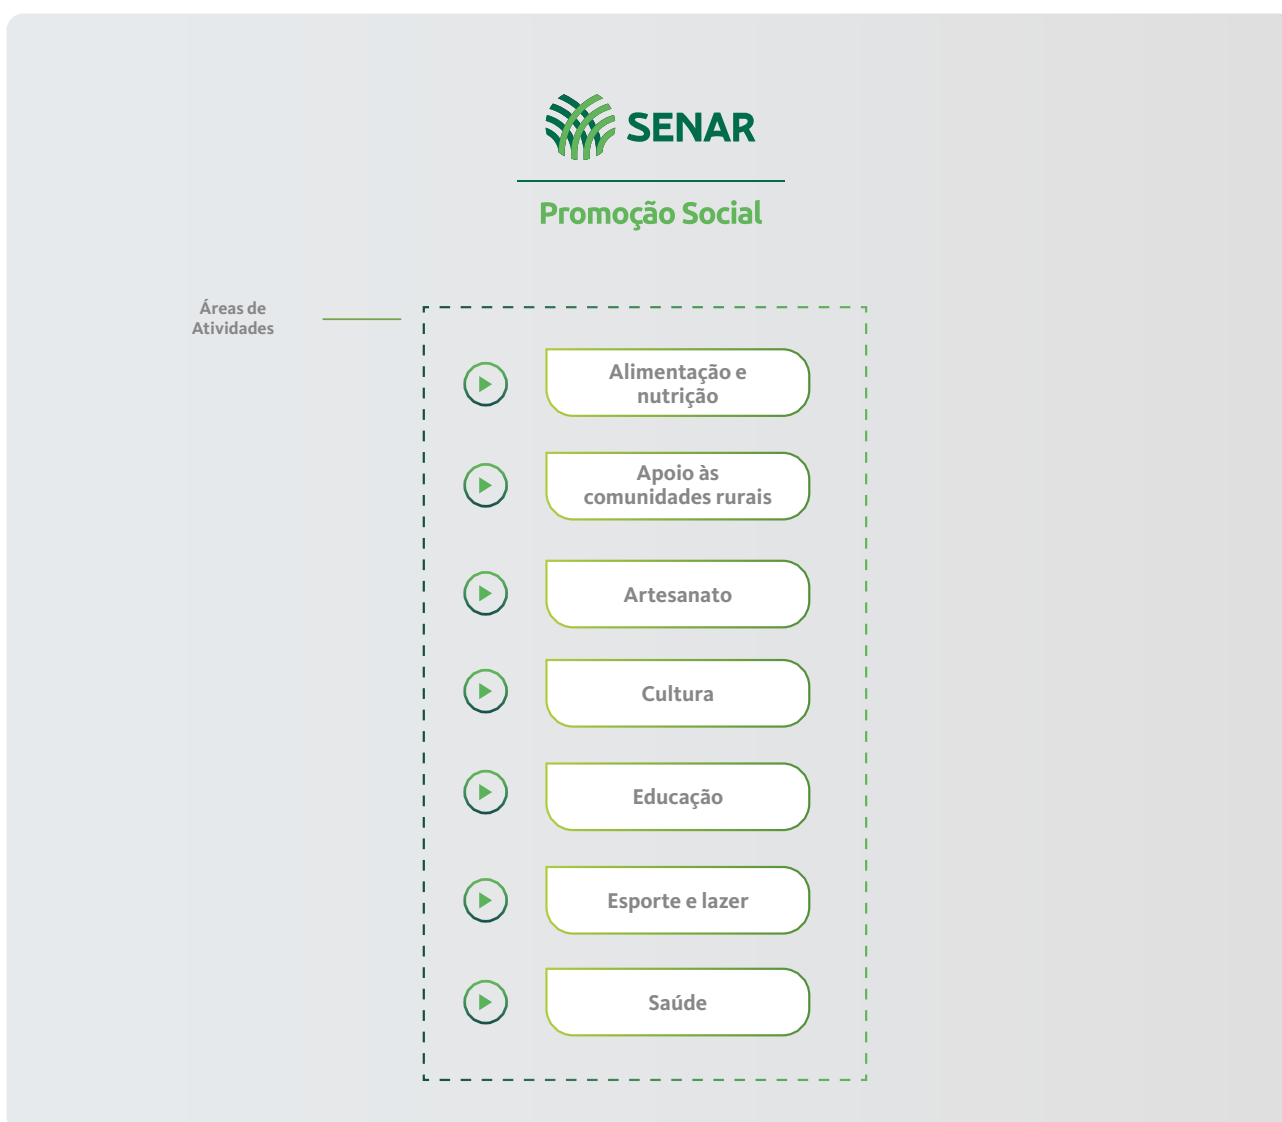 SENAR
Promoção Social
Áreas de
Atividades
Alimentação e
nutrição
Apoio às
comunidades rurais
Artesanato
Cultura
Educação
Esporte e lazer
Saúde